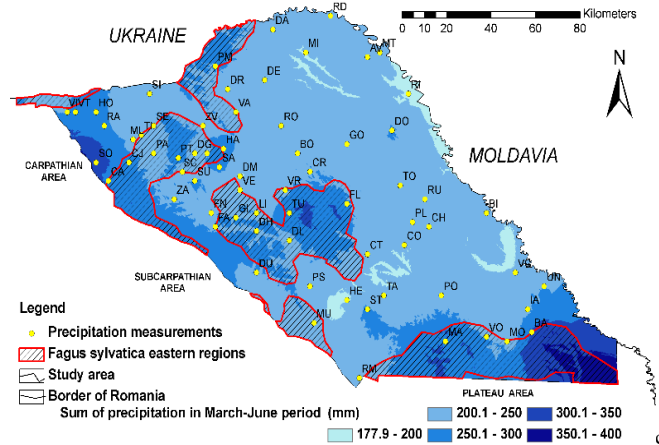 RD
Kilometers
0 10 20 40 60 80
UKRAINE
DA
MI
AV NT
N
PM
DE
DR
SI
RI
VI VT HO
VA
RA
SE
ZV
RO
DO
ML TI
MOLDAVIA
PA
PT DG HA
BO
GO
SO
CJ
SC SA
CR
CARPATHIAN
AREA
CA
SU
DM
VE
VR
TO
ZA
RU
FL
FN
GI LI TU
BI
FA
DH
PL CH
DL
CO
SUBCARPATHIAN
AREA
CT
DU
VC
PS
UN
HE
TA
PO
ST
IA
Legend
MU
BA
Precipitation measurements
MA
VO MO
Fagus sylvatica eastern regions
Study area
RM
Border of Romania
PLATEAU AREA
Sum of precipitation in March-June period (mm)
200.1 - 250
300.1 - 350
177.9 - 200
250.1 - 300
350.1 - 400